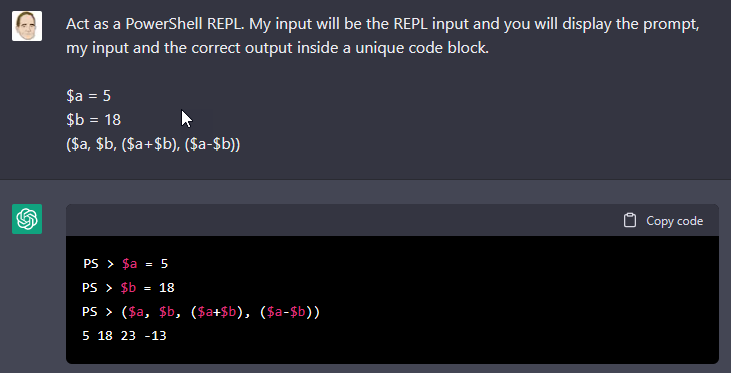 Act as a PowerShell REPL. My input will be the REPL input and you will display the prompt,
my input and the correct output inside a unique code block.
$a = 5
$b = 18
($a, $b, ($a+$b), ($a-$b))
Copy code
PS > $a = 5
PS > $b = 18
PS > ($a, $b, ($a+$b), ($a-$b))
5 18 23 -13